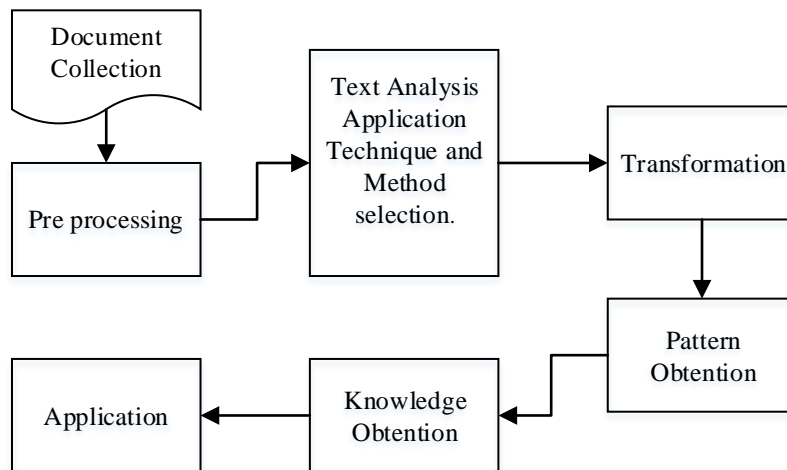 Document
Collection
Pre processing
Text Analysis
Application
Technique and
Method
selection.
Transformation
Pattern
Obtention
Knowledge
Obtention
Application